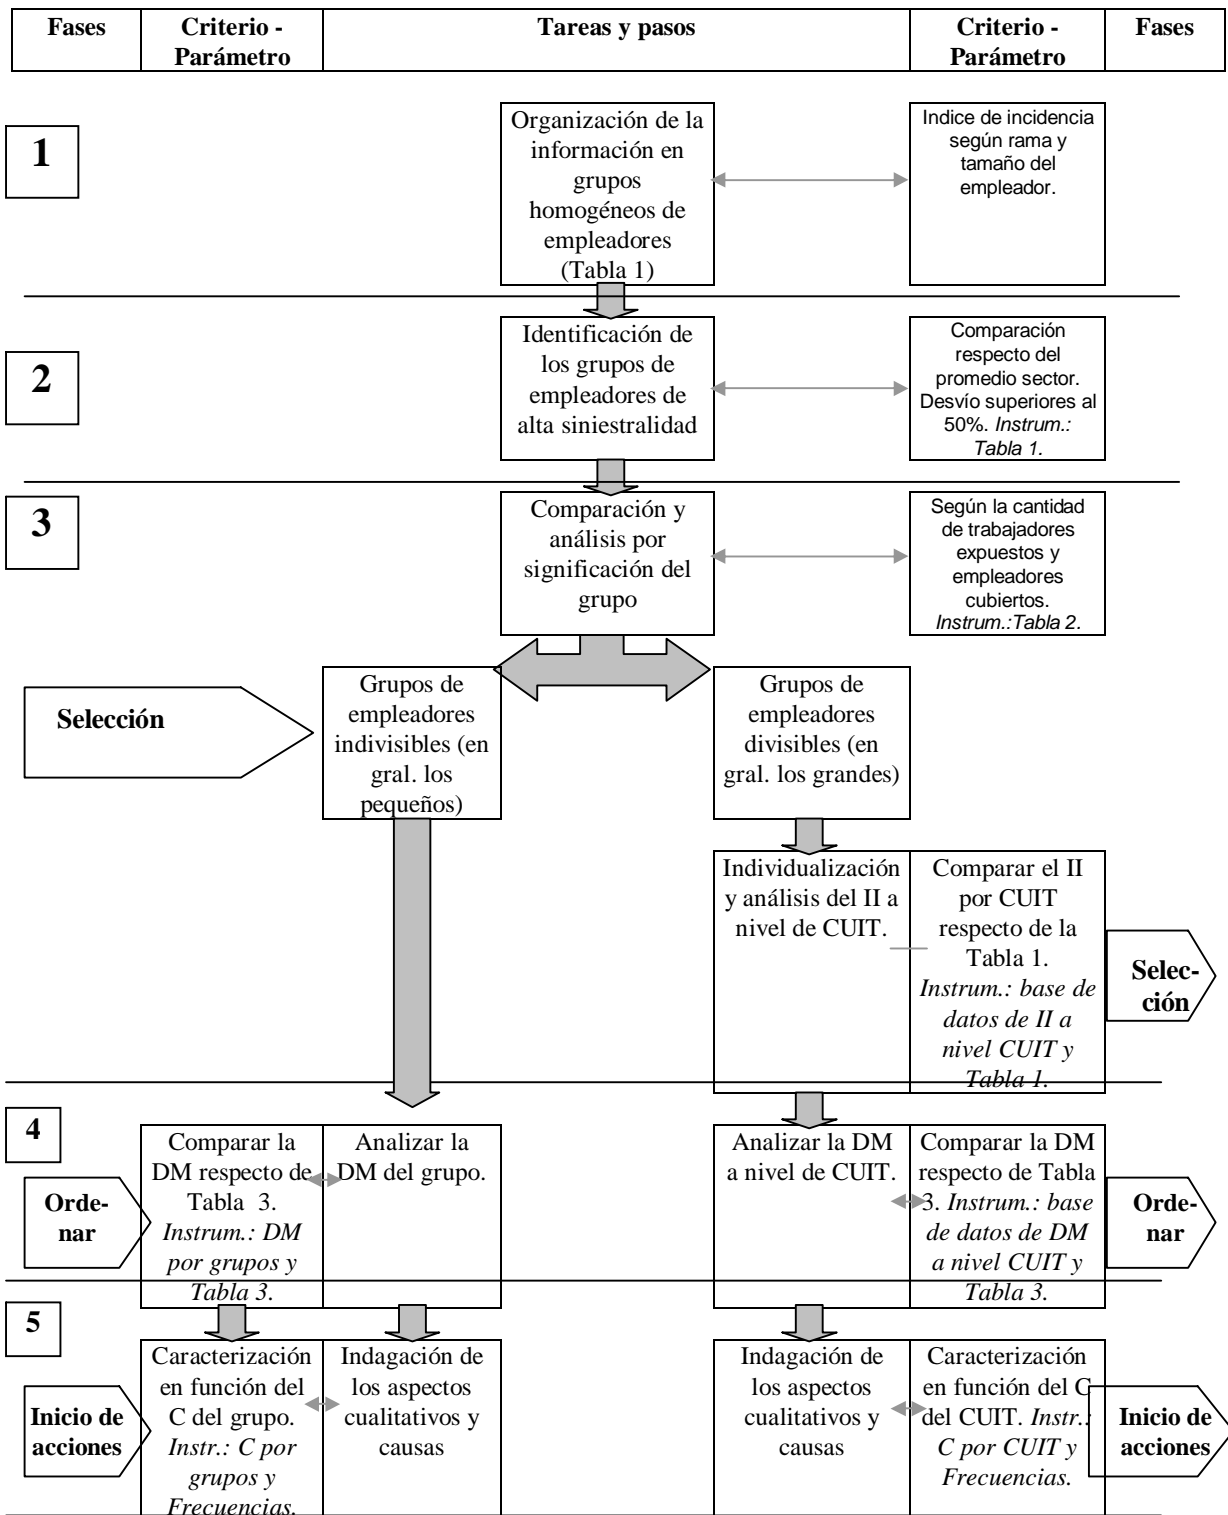 Fases
Criterio -
Parámetro
Tareas y pasos
Criterio -
Parámetro
Fases
1
Organización de la
información en
grupos
homogéneos de
empleadores
(Tabla 1)
Indice de incidencia
según rama y
tamaño del
empleador.
2
Identificación de
los grupos de
empleadores de
alta siniestralidad
Comparación
respecto del
promedio sector.
Desvío superiores al
50%. Instrum.:
Tabla 1.
3
Comparación y
análisis por
significación del
grupo
Según la cantidad
de trabajadores
expuestos y
empleadores
cubiertos.
Instrum.:Tabla 2.
Selección
Grupos de
empleadores
indivisibles (en
gral. los
pequeños)
Grupos de
empleadores
divisibles (en
gral. los grandes)
Individualización
y análisis del II a
nivel de CUIT.
Comparar el II
por CUIT
respecto de la
Tabla 1.
Instrum.: base de
datos de II a
nivel CUIT y
Tabla 1.
Selec-
ción
4
Orde-
nar
Comparar la
DM respecto de
Tabla 3.
Instrum.: DM
por grupos y
Tabla 3.
Analizar la
DM del grupo.
Analizar la DM
a nivel de CUIT.
Comparar la DM
respecto de Tabla
3. Instrum.: base
de datos de DM
a nivel CUIT y
Tabla 3.
Orde-
nar
5
Inicio de
acciones
Caracterización
en función del
C del grupo.
Instr.: C por
grupos y
Frecuencias.
Indagación de
los aspectos
cualitativos y
causas
Indagación de
los aspectos
cualitativos y
causas
Caracterización
en función del C
del CUIT. Instr.:
C por CUIT y
Frecuencias.
Inicio de
acciones